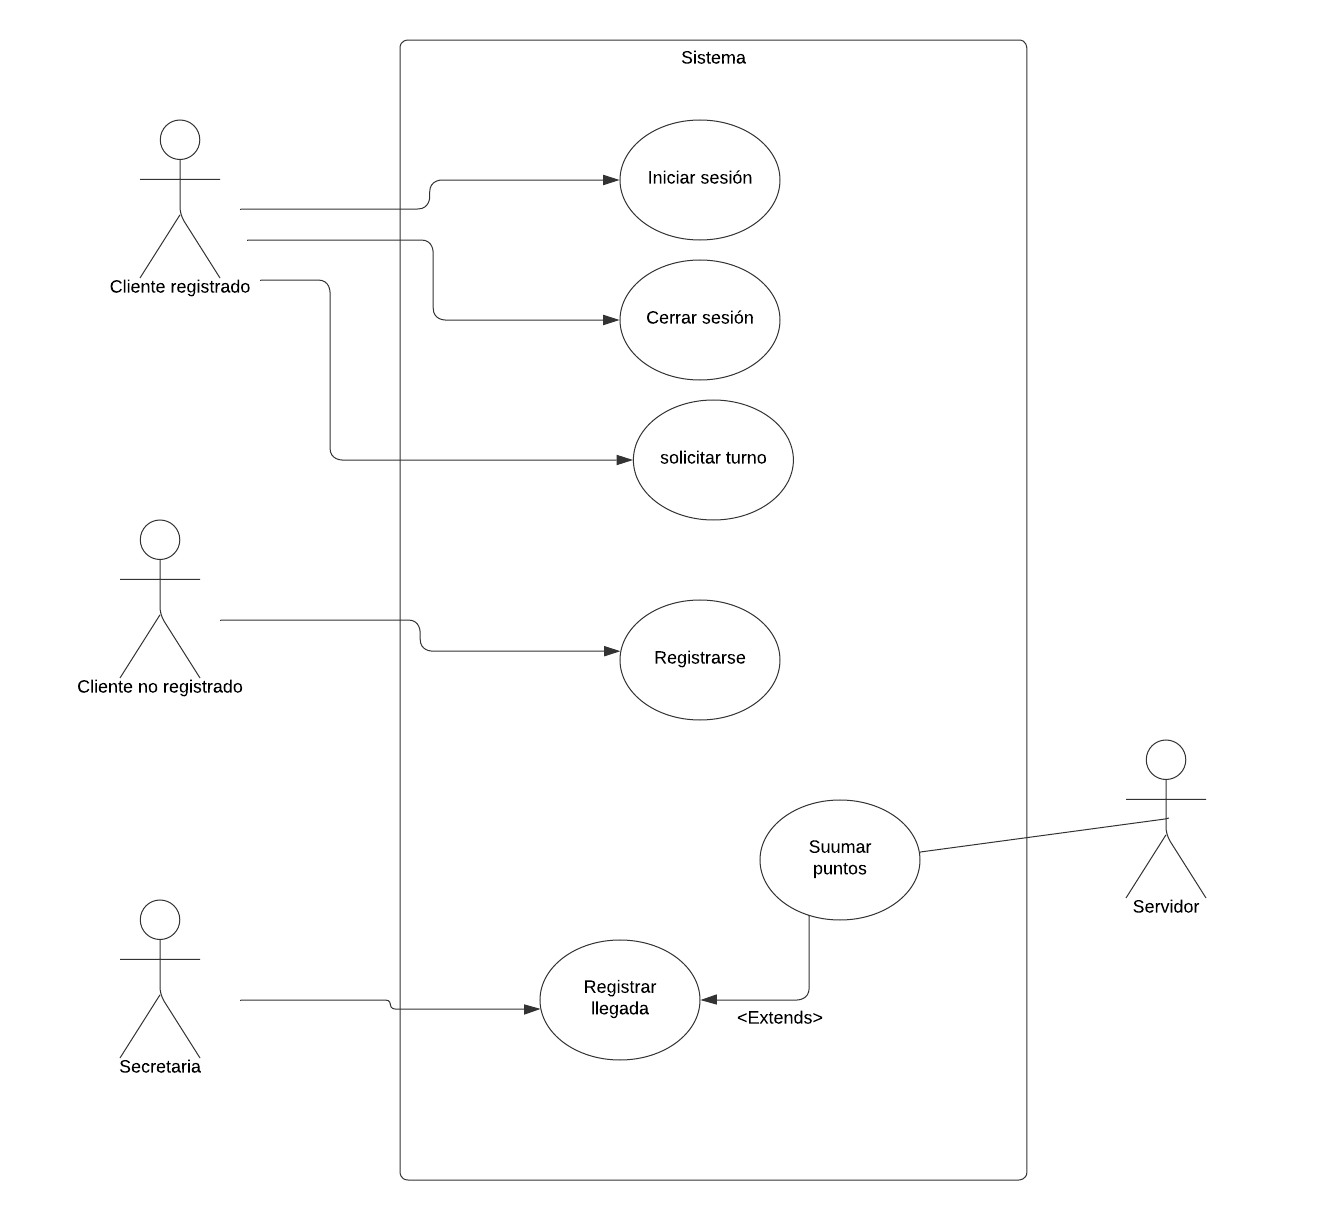 Sistema
Iniciar sesión
Cliente registrado
Cerrar sesión
solicitar turno
Registrarse
Cliente no registrado
Suumar
puntos
Servidor
Registrar
llegada
<Extends>
Secretaria